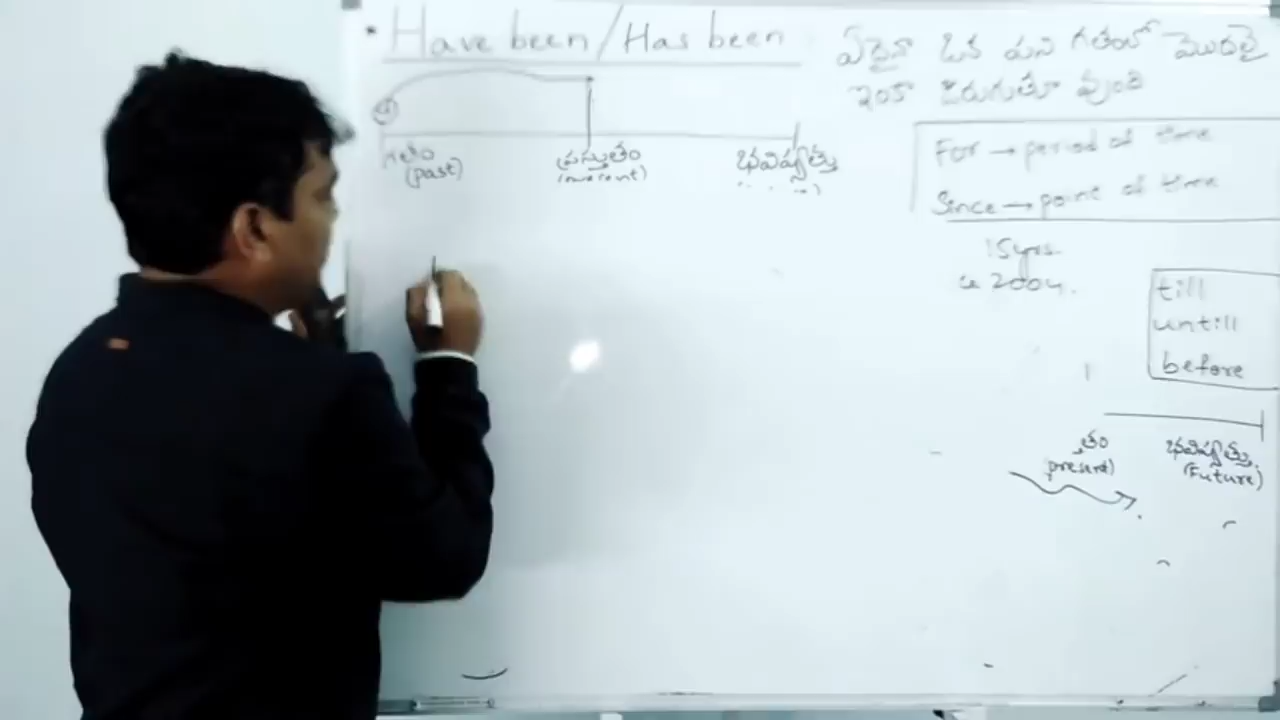 Have been / Has been
ఏదైనా ఒక పని గతంలో మొదలై
ఇంకా జరుగుతూ వుంది
గతం ప్రస్తుతం భవిష్యత్తు
(past) (present)
For → period of time
Since → point of time
15yrs
2004.
till
untill
before
తం భవిష్యత్తు
present) (Future)